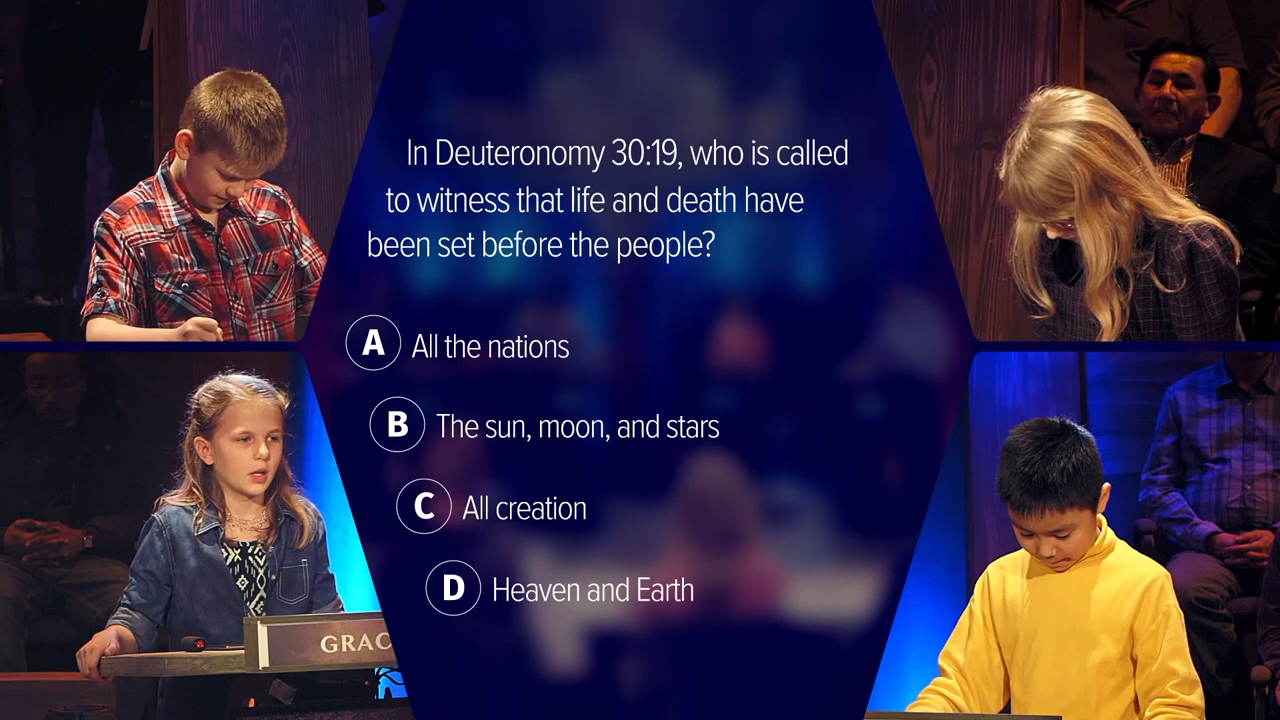 In Deuteronomy 30:19, who is called
to witness that life and death have
been set before the people?
A All the nations
B The sun, moon, and stars
C All creation
D Heaven and Earth
GRAC